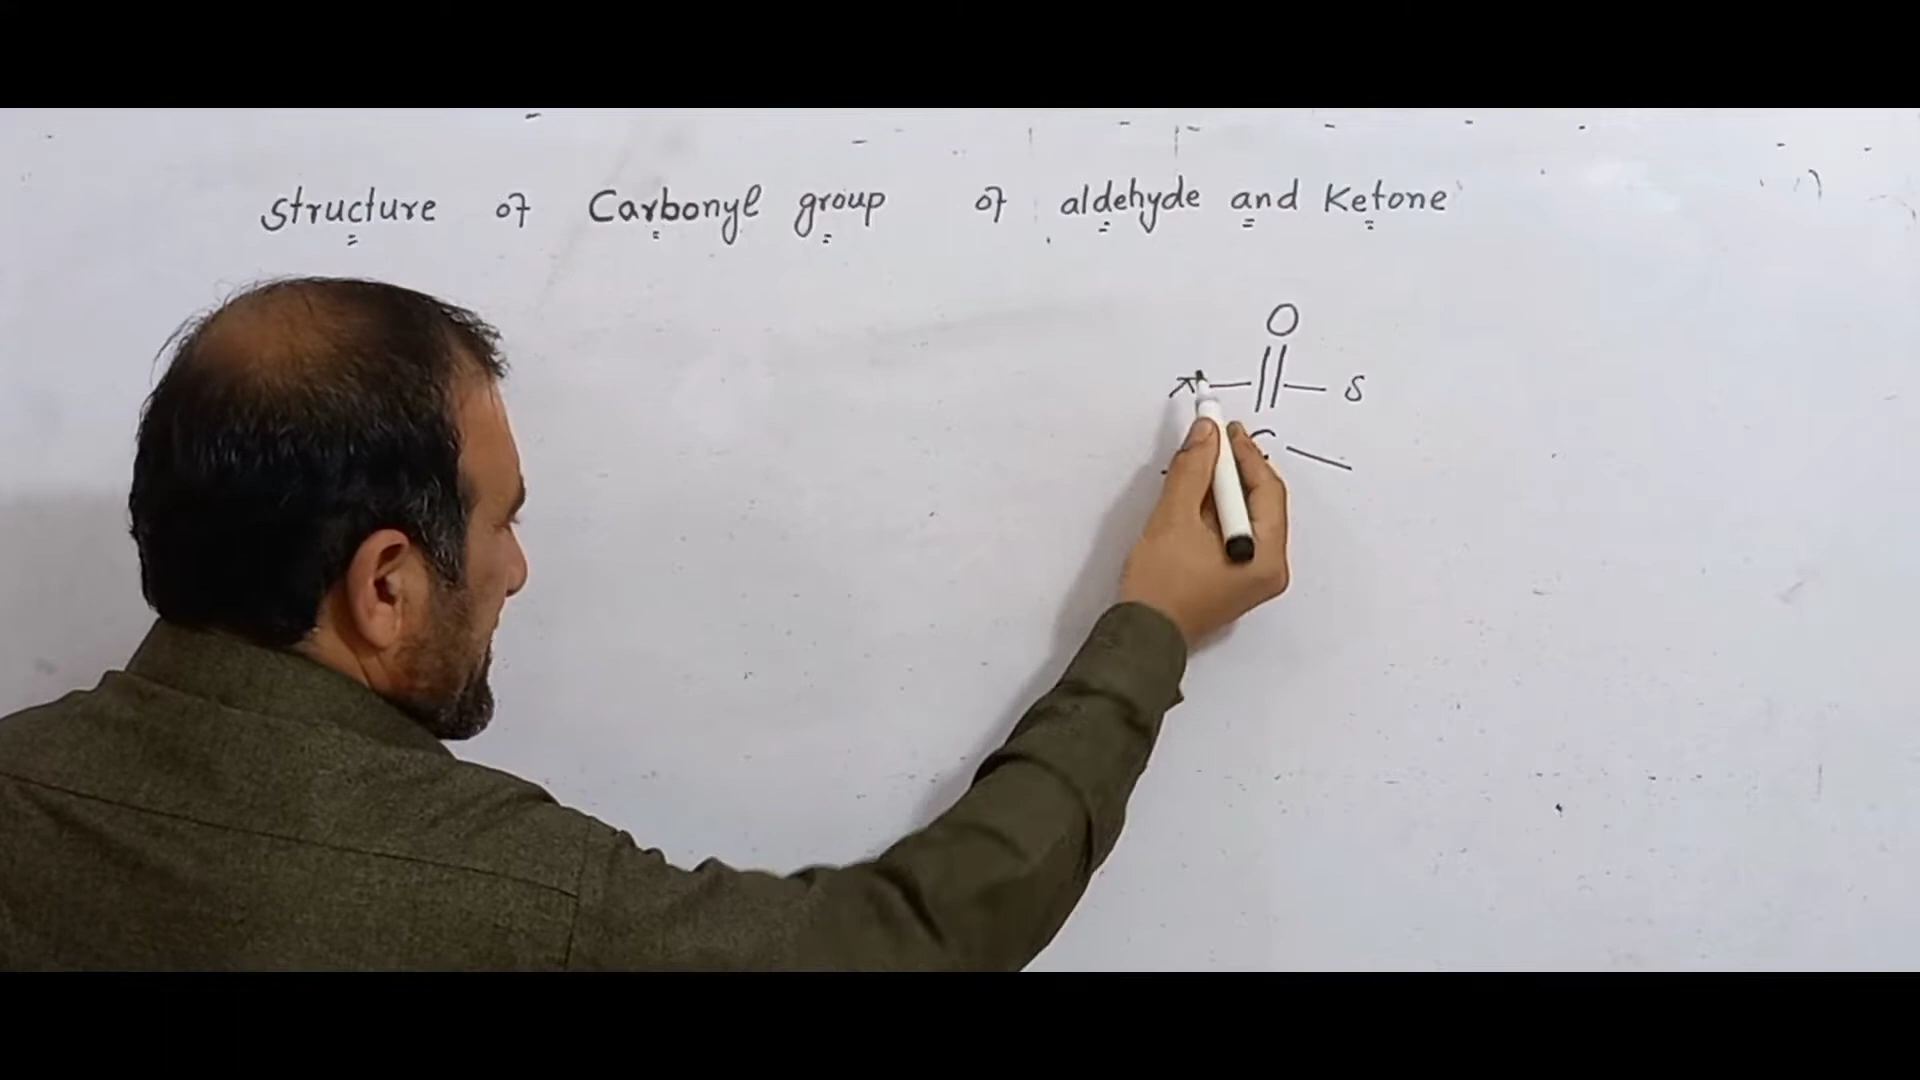 structure of Carbonyl group of aldehyde and Ketone
O
π - || - δ
C